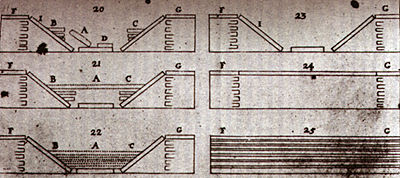 20
F I B A D C G
23
F I G
21
F B A C G
24
F G
22
F B A C G
25
F G